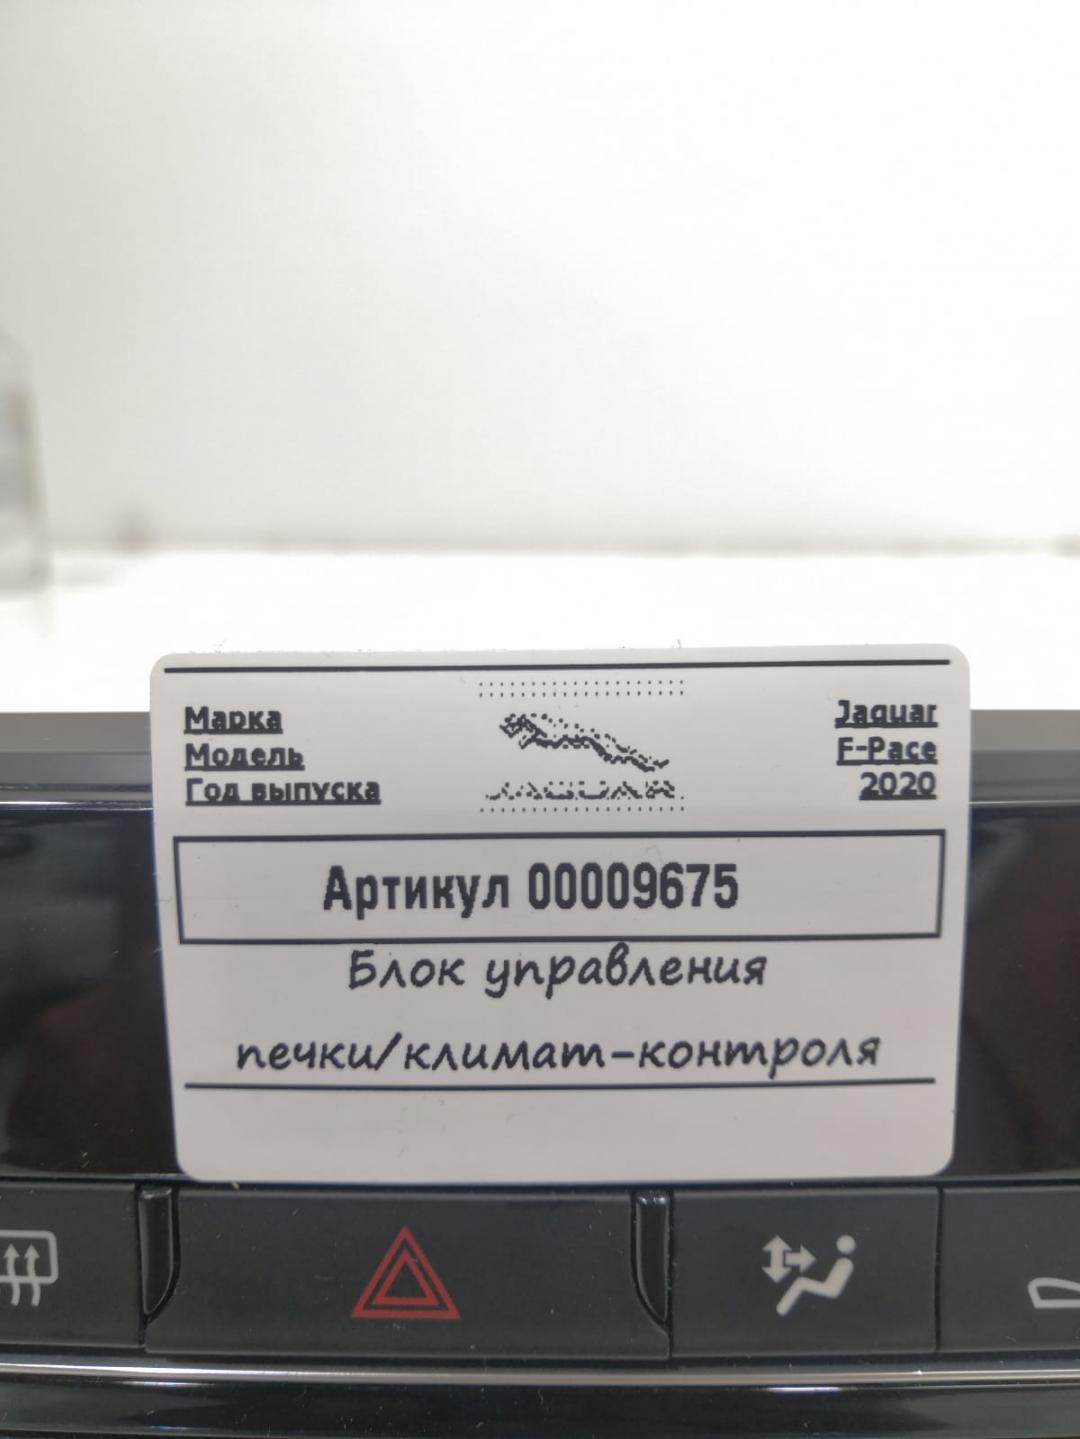 Марка
Модель
Год выпуска
JAGUAR
Jaguar
F-Pace
2020
Артикул 00009675
Блок управления
печки/климат-контроля